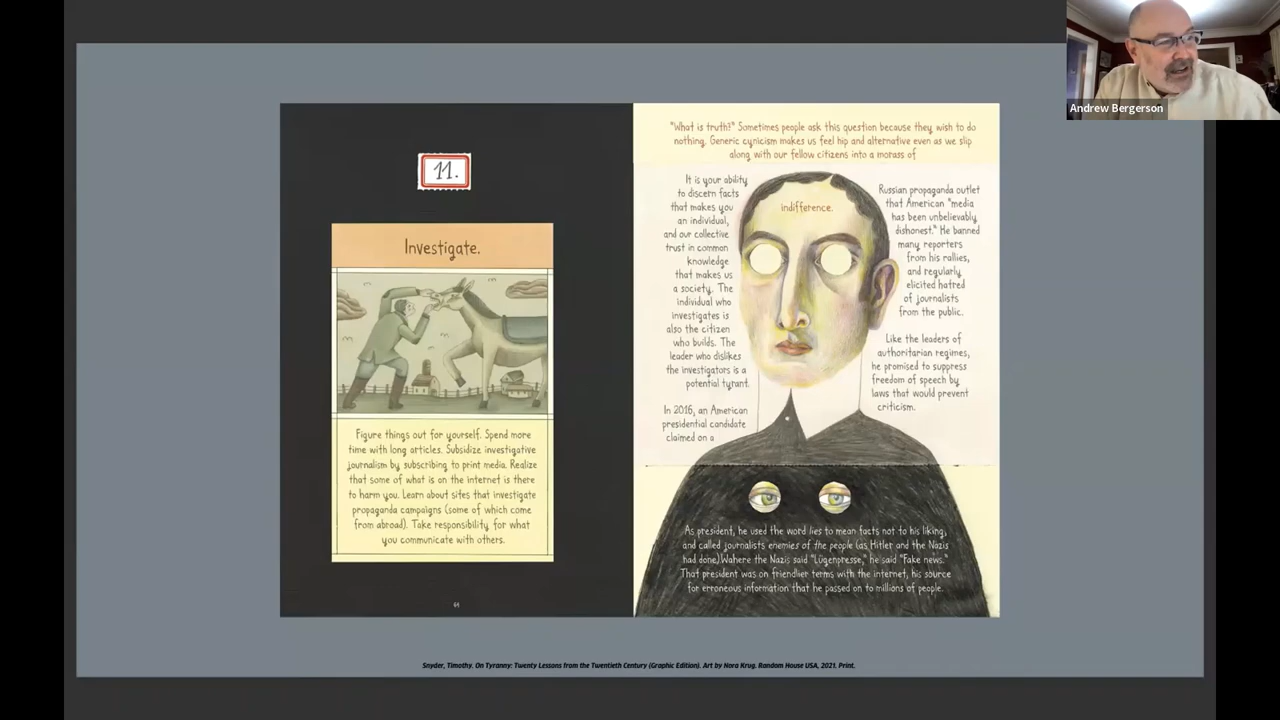 Andrew Bergerson
11.
Investigate.
Figure things out for yourself. Spend more
time with long articles. Subsidize investigative
journalism by subscribing to print media. Realize
that some of what is on the internet is there
to harm you. Learn about sites that investigate
propaganda campaigns (some of which come
from abroad). Take responsibility for what
you communicate with others.
"What is truth?" Sometimes people ask this question because they wish to do
nothing. Generic cynicism makes us feel hip and alternative even as we slip
along with our fellow citizens into a morass of
indifference.
It is your ability
to discern facts
that makes you
an individual,
and our collective
trust in common
knowledge
that makes us
a society. The
individual who
investigates is
also the citizen
who builds. The
leader who dislikes
the investigators is a
potential tyrant.
In 2016, an American
presidential candidate
claimed on a
Russian propaganda outlet
that American "media
has been unbelievably
dishonest." He banned
many reporters
from his rallies,
and regularly
elicited hatred
of journalists
from the public.
Like the leaders of
authoritarian regimes,
he promised to suppress
freedom of speech by
laws that would prevent
criticism.
As president, he used the word lies to mean facts not to his liking,
and called journalists enemies of the people (as Hitler and the Nazis
had done).Wahere the Nazis said "Lügenpresse," he said "Fake news."
That president was on friendlier terms with the internet, his source
for erroneous information that he passed on to millions of people.
Snyder, Timothy. On Tyranny: Twenty Lessons from the Twentieth Century (Graphic Edition). Art by Nora Krug. Random House USA, 2021. Print.